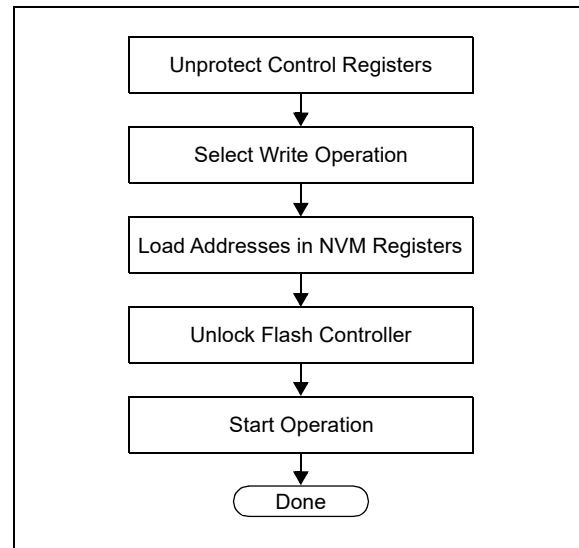 Unprotect Control Registers
Select Write Operation
Load Addresses in NVM Registers
Unlock Flash Controller
Start Operation
Done